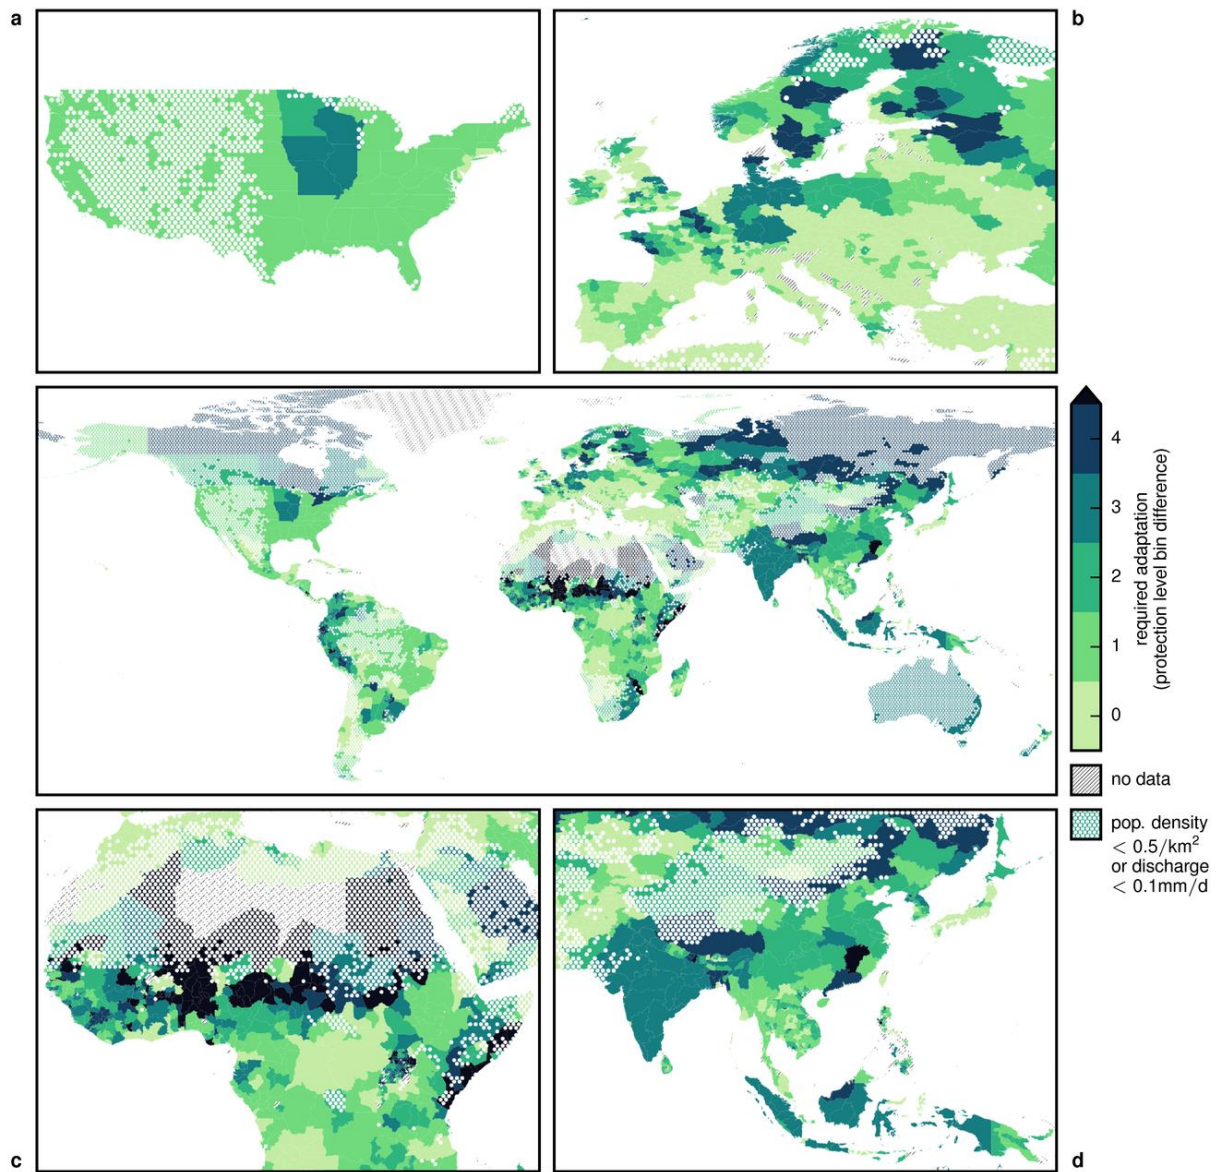 a
b
4
3
2
1
0
required adaptation
(protection level bin difference)
no data
pop. density
< 0.5/km²
or discharge
< 0.1mm/d
c
d